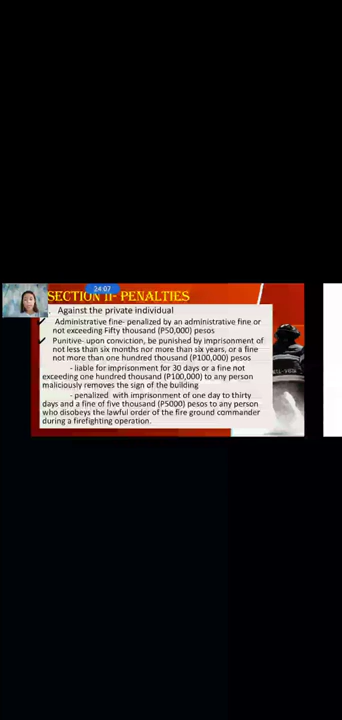 24:07
SECTION 11- PENALTIES
Against the private individual
Administrative fine- penalized by an administrative fine or
not exceeding Fifty thousand (P50,000) pesos
Punitive- upon conviction, be punished by imprisonment of
not less than six months nor more than six years, or a fine
not more than one hundred thousand (P100,000) pesos
- liable for imprisonment for 30 days or a fine not
exceeding one hundred thousand (P100,000) to any person
maliciously removes the sign of the building
- penalized with imprisonment of one day to thirty
days and a fine of five thousand (P5000) pesos to any person
who disobeys the lawful order of the fire ground commander
during a firefighting operation.